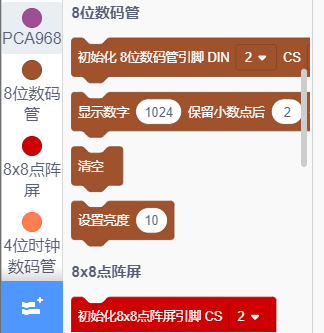 PCA968
8位数码
管
8x8点阵
屏
4位时钟
数码管
8位数码管
初始化 8位数码管引脚 DIN 2 CS
显示数字 1024 保留小数点后 2
清空
设置亮度 10
8x8点阵屏
初始化8x8点阵屏引脚 CS 2